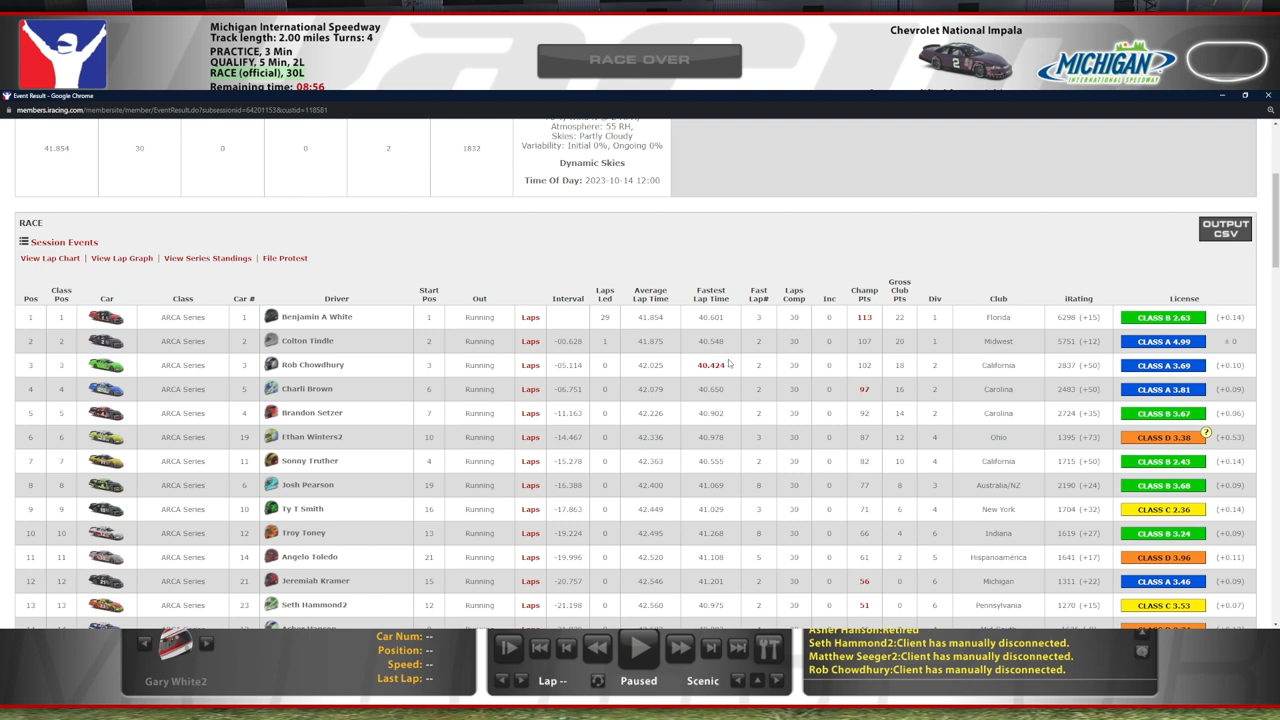 Michigan International Speedway
Track length: 2.00 miles Turns: 4
PRACTICE, 3 Min
QUALIFY, 5 Min, 2L
RACE (official), 30L
Remaining time: 08:56
RACE OVER
Chevrolet National Impala
2
MICHIGAN
INTERNATIONAL SPEEDWAY
Event Result - Google Chrome
members.iracing.com/membersite/member/EventResult.do?subsessionid=64201153&custid=118581
41.854 30 0 0 2 1832
Atmosphere: 55 RH,
Skies: Partly Cloudy
Variability: Initial 0%, Ongoing 0%
Dynamic Skies
Time Of Day: 2023-10-14 12:00
RACE
OUTPUT
CSV
Session Events
View Lap Chart | View Lap Graph | View Series Standings | File Protest
Pos Class Pos Car Class Car # Driver Start Pos Out Interval Laps Led Average Lap Time Fastest Lap Time Fast Lap# Laps Comp Inc Champ Pts Gross Club Pts Div Club iRating License
1 1 ARCA Series 1 Benjamin A White 1 Running Laps 29 41.854 40.601 3 30 0 113 22 1 Florida 6298 (+15) CLASS B 2.63 (+0.14)
2 2 ARCA Series 2 Colton Tindle 2 Running Laps -00.628 1 41.875 40.548 2 30 0 107 20 1 Midwest 5751 (+12) CLASS A 4.99 ± 0
3 3 ARCA Series 3 Rob Chowdhury 3 Running Laps -05.114 0 42.025 40.424 2 30 0 102 18 2 California 2837 (+50) CLASS A 3.69 (+0.10)
4 4 ARCA Series 5 Charli Brown 6 Running Laps -06.751 0 42.079 40.650 2 30 0 97 16 2 Carolina 2483 (+50) CLASS A 3.81 (+0.09)
5 5 ARCA Series 4 Brandon Setzer 7 Running Laps -11.163 0 42.226 40.902 2 30 0 92 14 2 Carolina 2724 (+35) CLASS B 3.67 (+0.06)
6 6 ARCA Series 19 Ethan Winters2 10 Running Laps -14.467 0 42.336 40.978 3 30 0 87 12 4 Ohio 1395 (+73) CLASS D 3.38 ? (+0.53)
7 7 ARCA Series 11 Sonny Truther 4 Running Laps -15.278 0 42.363 40.555 2 30 0 82 10 4 California 1715 (+50) CLASS B 2.43 (+0.14)
8 8 ARCA Series 6 Josh Pearson 19 Running Laps -16.388 0 42.400 41.069 2 30 0 77 8 3 Australia/NZ 2190 (+24) CLASS B 3.68 (+0.09)
9 9 ARCA Series 10 Ty T Smith 16 Running Laps -17.863 0 42.449 41.029 3 30 0 71 6 4 New York 1704 (+32) CLASS C 2.36 (+0.14)
10 10 ARCA Series 12 Troy Toney 13 Running Laps -19.224 0 42.495 41.268 8 30 0 66 4 6 Indiana 1619 (+27) CLASS B 3.24 (+0.09)
11 11 ARCA Series 14 Angelo Toledo 21 Running Laps -19.996 0 42.520 41.108 5 30 0 61 2 5 Hispanoamérica 1641 (+17) CLASS D 3.96 (+0.11)
12 12 ARCA Series 21 Jeremiah Kramer 15 Running Laps -20.757 0 42.546 41.201 2 30 0 56 0 6 Michigan 1311 (+22) CLASS A 3.46 (+0.09)
13 13 ARCA Series 23 Seth Hammond2 12 Running Laps -21.198 0 42.560 40.975 2 30 0 51 0 6 Pennsylvania 1270 (+15) CLASS C 3.53 (+0.07)
Gary White2
Car Num: --
Position: --
Speed: --
Last Lap: --
Lap -- Paused Scenic
Asher Hanson:Retired
Seth Hammond2:Client has manually disconnected.
Matthew Seeger2:Client has manually disconnected.
Rob Chowdhury:Client has manually disconnected.